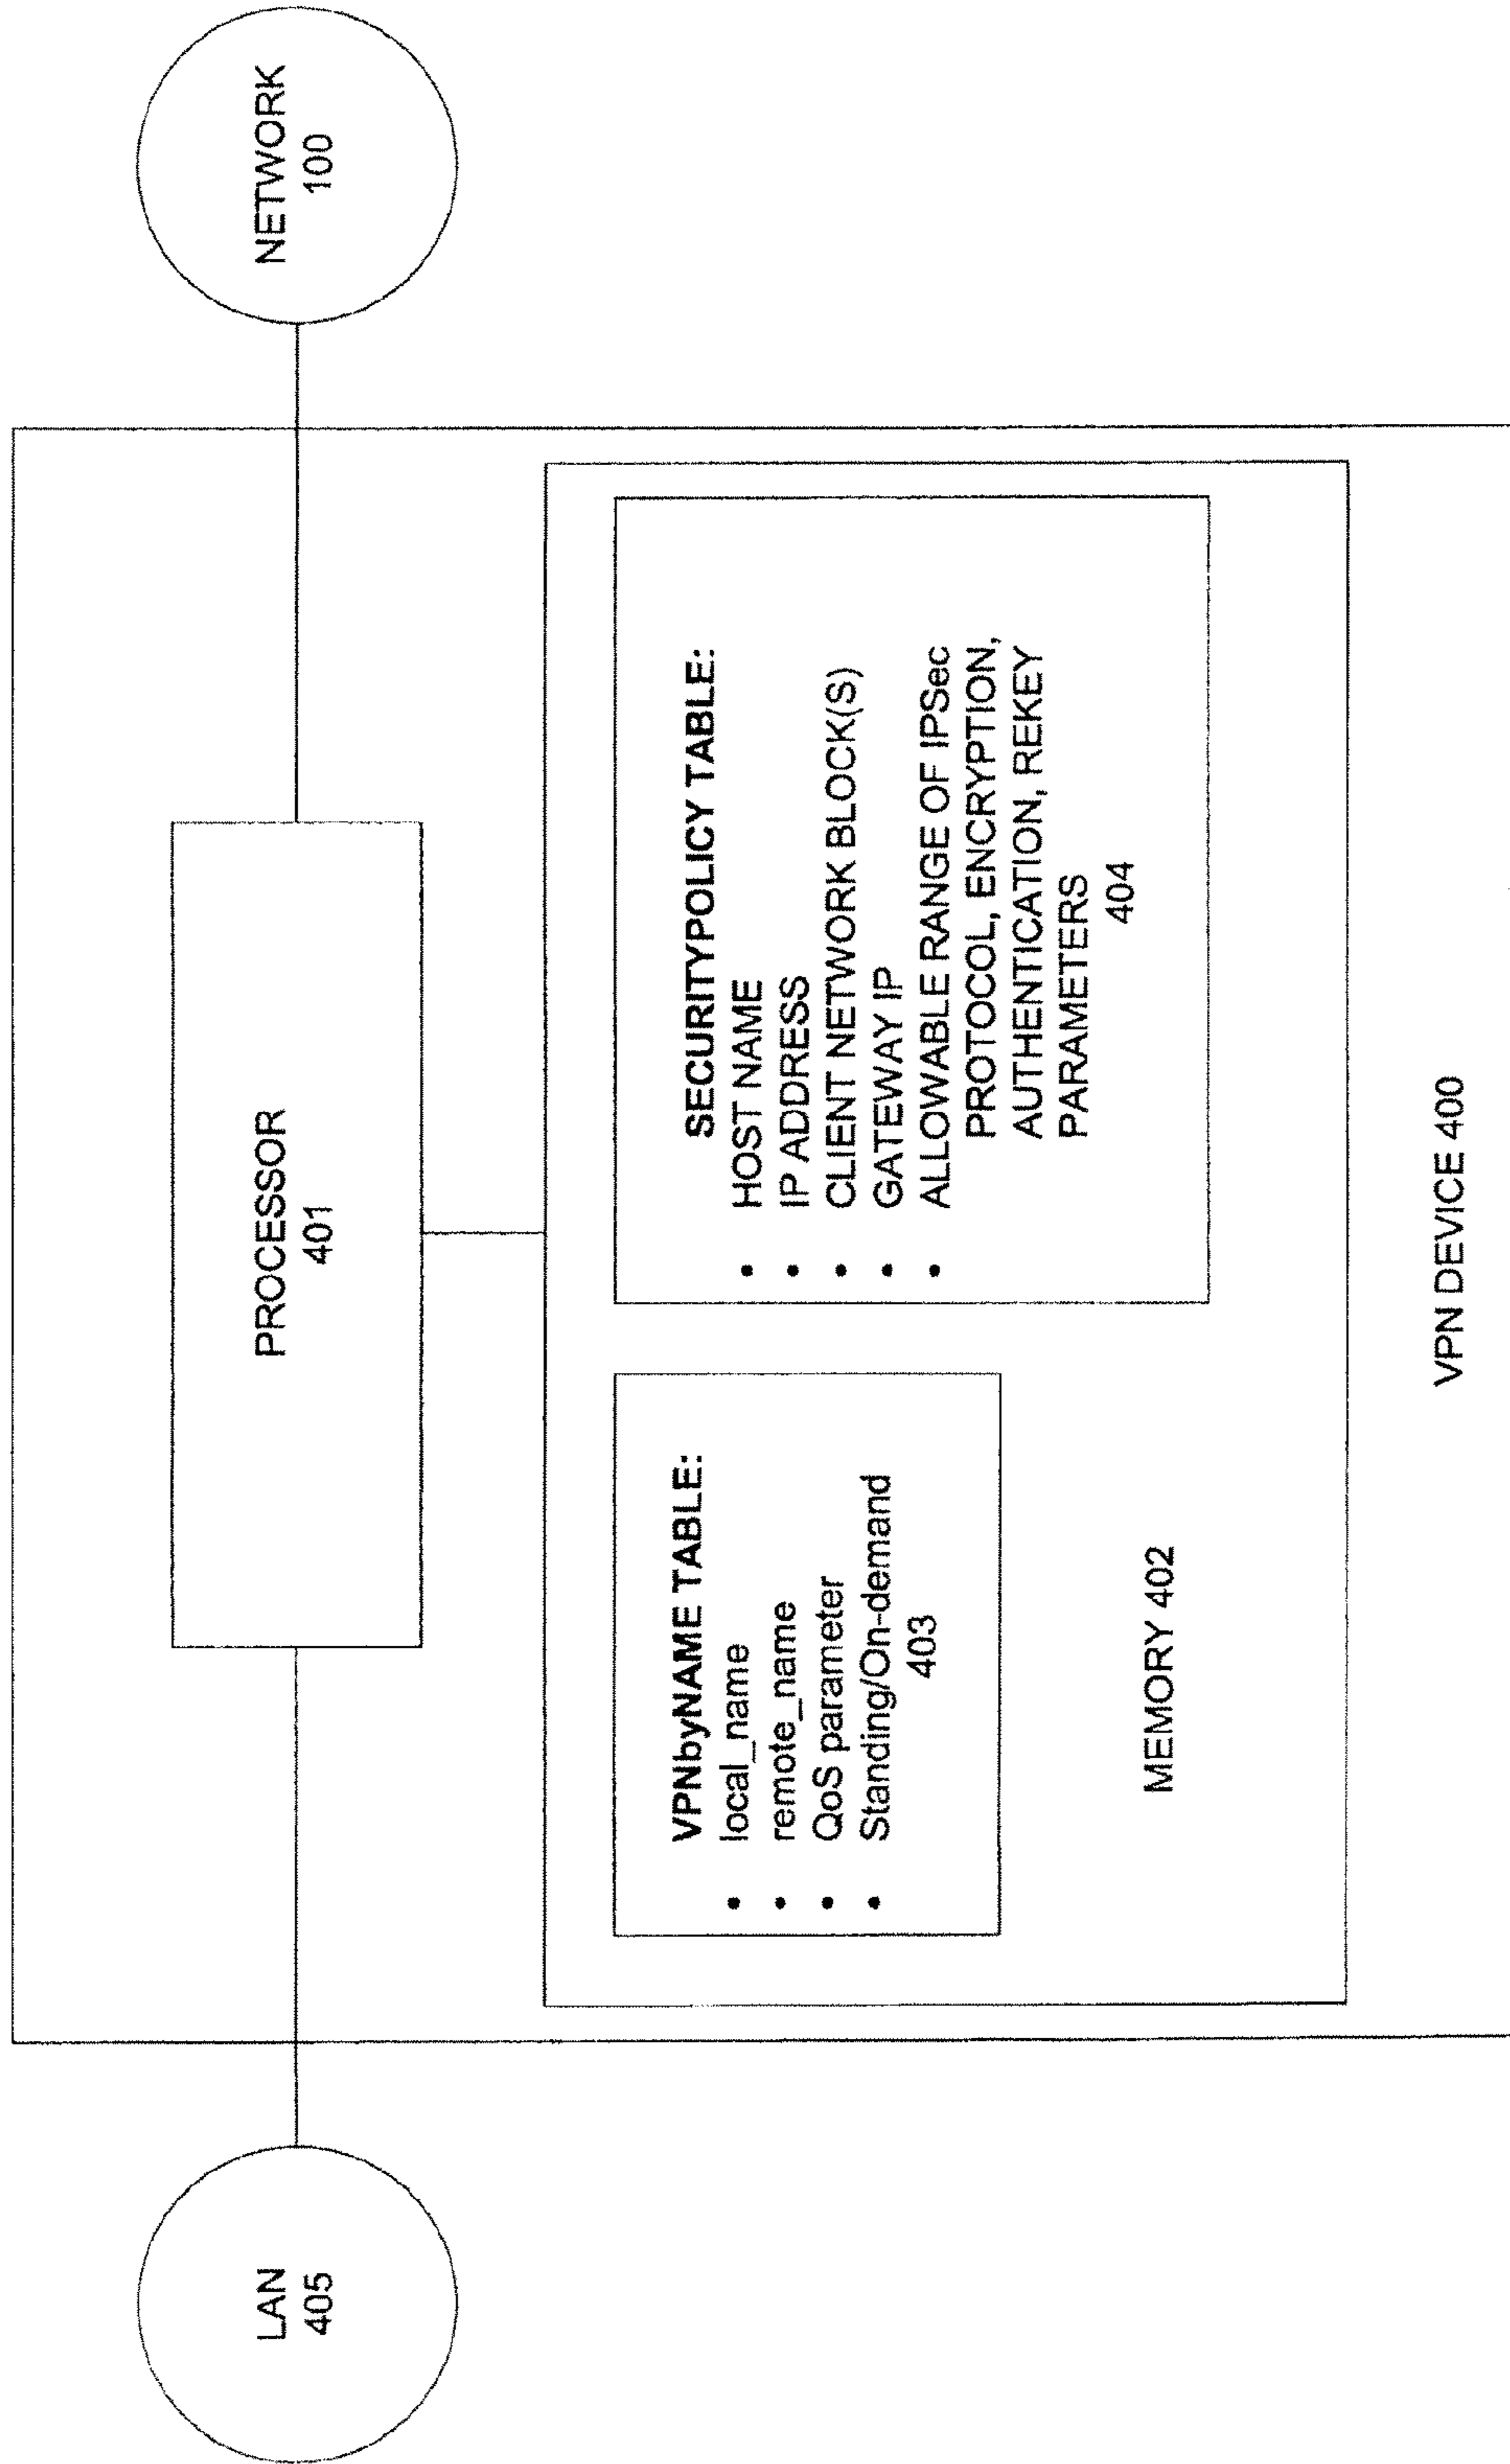 LAN
405
PROCESSOR
401
NETWORK
100
VPNbyNAME TABLE:
• local_name
• remote_name
• QoS parameter
• Standing/On-demand
403
SECURITYPOLICY TABLE:
• HOST NAME
• IP ADDRESS
• CLIENT NETWORK BLOCK(S)
• GATEWAY IP
• ALLOWABLE RANGE OF IPSec
PROTOCOL, ENCRYPTION,
AUTHENTICATION, REKEY
PARAMETERS
404
MEMORY 402
VPN DEVICE 400